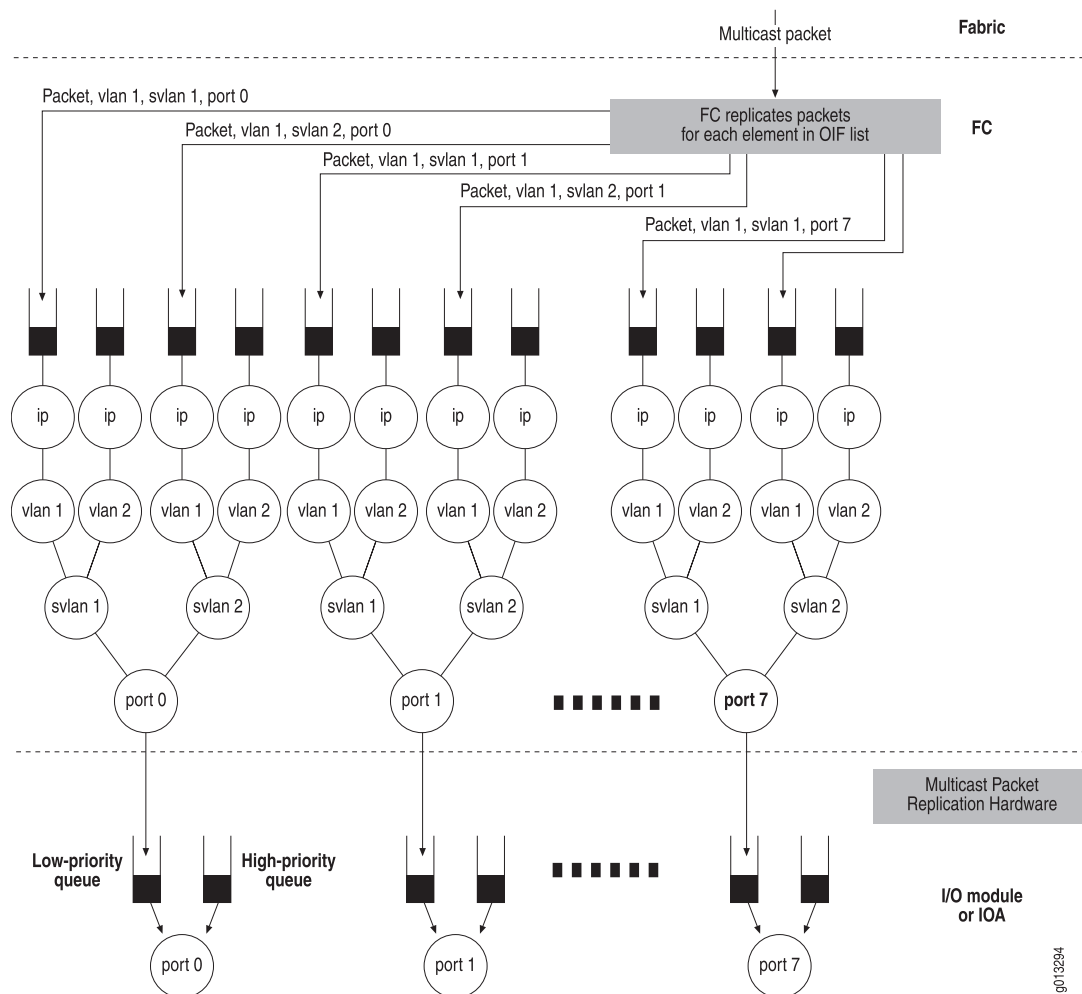 Multicast packet
Fabric
Packet, vlan 1, svlan 1, port 0
FC replicates packets
for each element in OIF list
FC
Packet, vlan 1, svlan 2, port 0
Packet, vlan 1, svlan 1, port 1
Packet, vlan 1, svlan 2, port 1
Packet, vlan 1, svlan 1, port 7
ip ip ip ip ip ip ip ip ip ip ip ip
vlan 1 vlan 2 vlan 1 vlan 2 vlan 1 vlan 2 vlan 1 vlan 2 vlan 1 vlan 2 vlan 1 vlan 2
svlan 1 svlan 2 svlan 1 svlan 2 svlan 1 svlan 2
port 0 port 1 port 7
Multicast Packet
Replication Hardware
Low-priority
queue
High-priority
queue
I/O module
or IOA
port 0 port 1 port 7
g013294